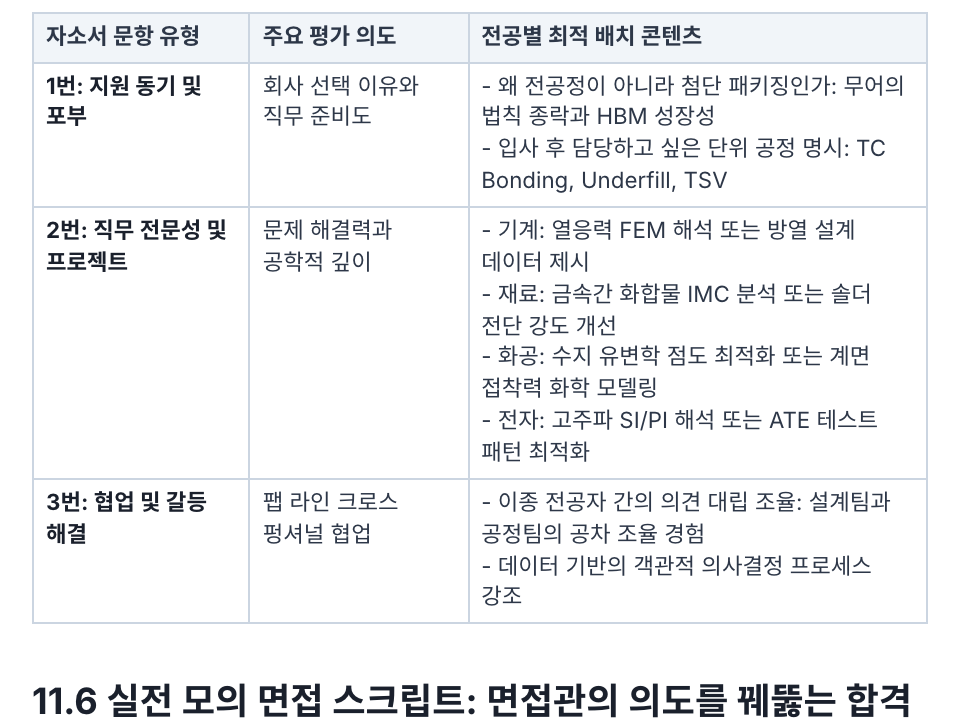 자소서 문항 유형
주요 평가 의도
전공별 최적 배치 콘텐츠
1번: 지원 동기 및
포부
회사 선택 이유와
직무 준비도
- 왜 전공정이 아니라 첨단 패키징인가: 무어의
법칙 종락과 HBM 성장성
- 입사 후 담당하고 싶은 단위 공정 명시: TC
Bonding, Underfill, TSV
2번: 직무 전문성 및
프로젝트
문제 해결력과
공학적 깊이
- 기계: 열응력 FEM 해석 또는 방열 설계
데이터 제시
- 재료: 금속간 화합물 IMC 분석 또는 솔더
전단 강도 개선
- 화공: 수지 유변학 점도 최적화 또는 계면
접착력 화학 모델링
- 전자: 고주파 SI/PI 해석 또는 ATE 테스트
패턴 최적화
3번: 협업 및 갈등
해결
팹 라인 크로스
펑셔널 협업
- 이종 전공자 간의 의견 대립 조율: 설계팀과
공정팀의 공차 조율 경험
- 데이터 기반의 객관적 의사결정 프로세스
강조
11.6 실전 모의 면접 스크립트: 면접관의 의도를 꿰뚫는 합격